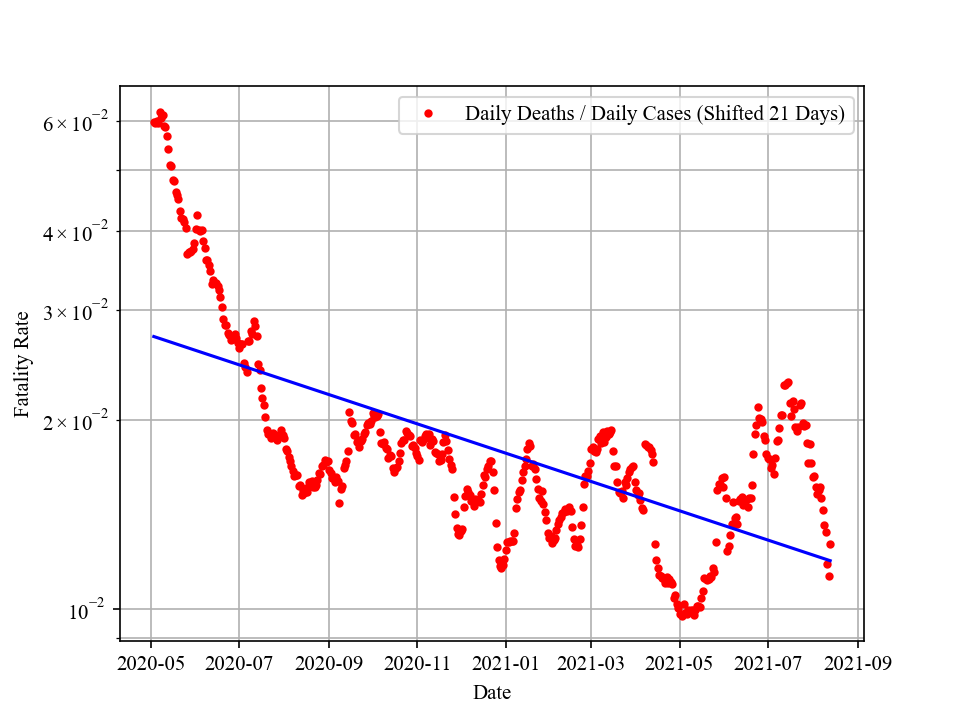 Daily Deaths / Daily Cases (Shifted 21 Days)
6 × 10⁻²
4 × 10⁻²
3 × 10⁻²
2 × 10⁻²
10⁻²
Fatality Rate
2020-05 2020-07 2020-09 2020-11 2021-01 2021-03 2021-05 2021-07 2021-09
Date